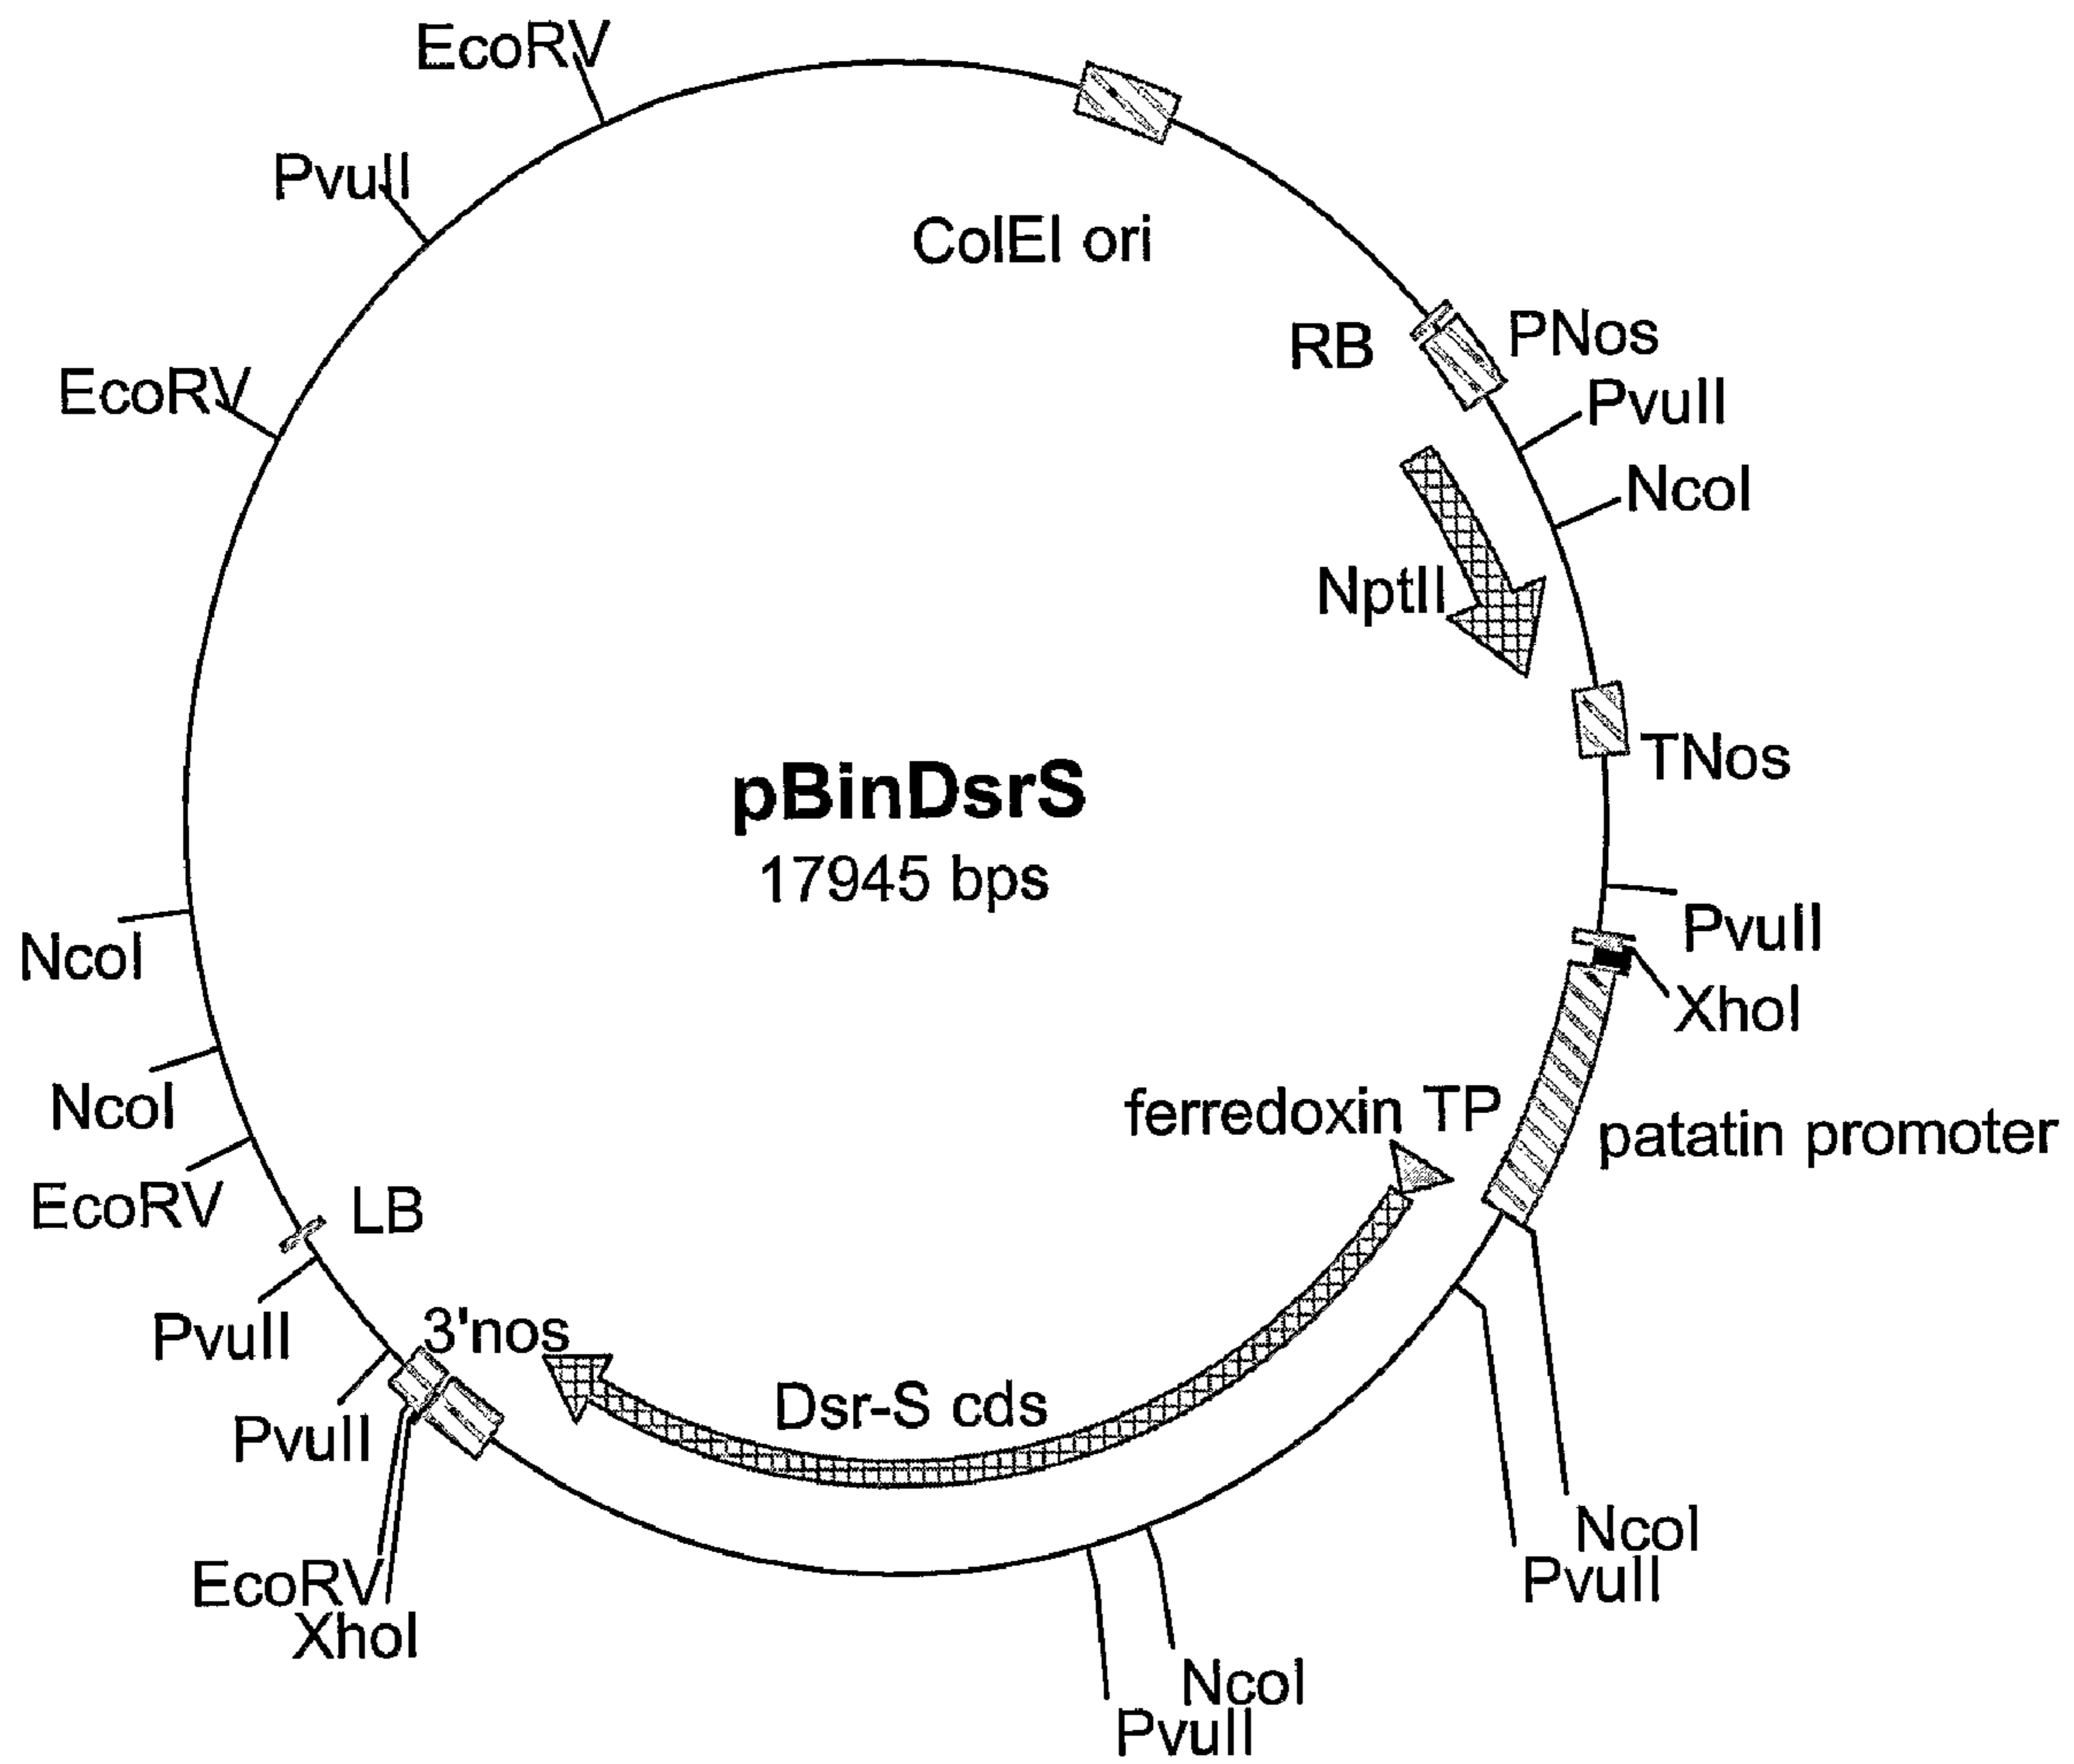 EcoRV
PvuII
ColEI ori
RB
PNos
EcoRV
PvuII
NcoI
NptII
TNos
pBinDsrS
17945 bps
PvuII
NcoI
XhoI
NcoI
ferredoxin TP
patatin promoter
EcoRV
LB
PvuII
3'nos
Dsr-S cds
PvuII
NcoI
EcoRV
PvuII
XhoI
NcoI
PvuII